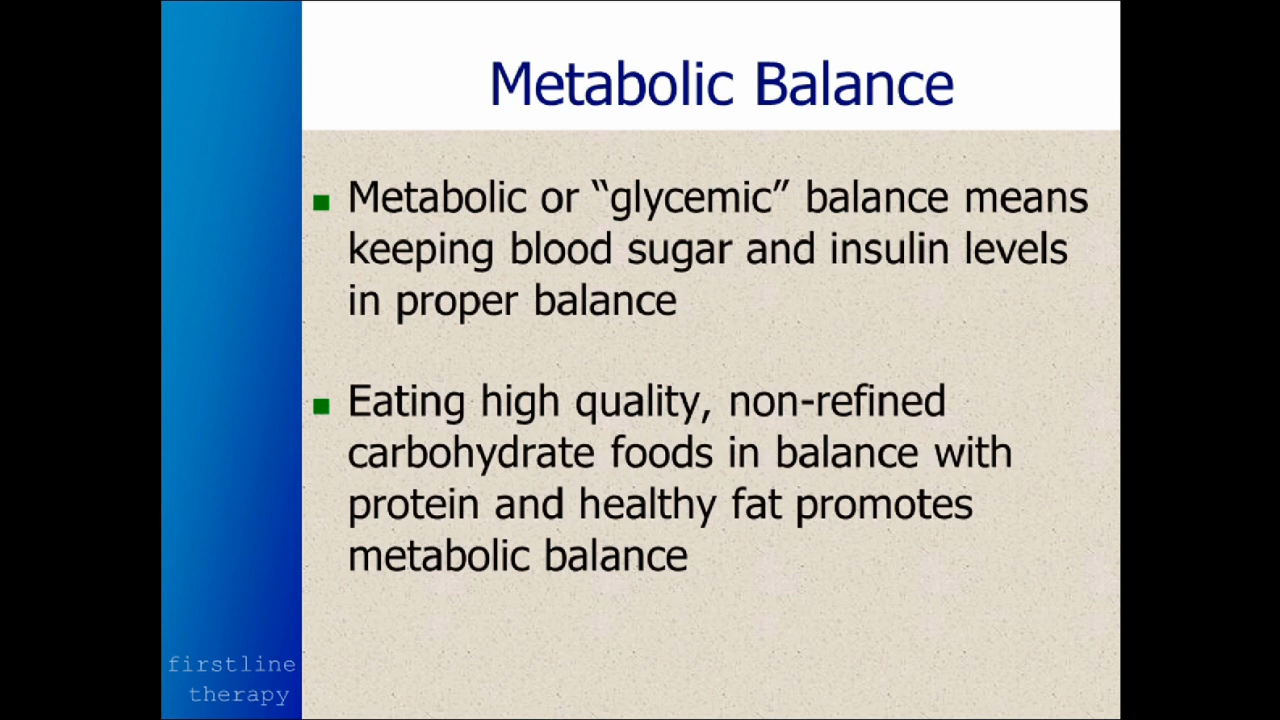 Metabolic Balance
Metabolic or “glycemic” balance means
keeping blood sugar and insulin levels
in proper balance
Eating high quality, non-refined
carbohydrate foods in balance with
protein and healthy fat promotes
metabolic balance
firstline
therapy